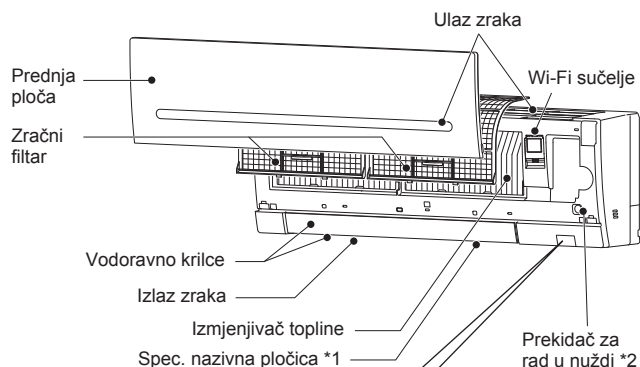 Ulaz zraka
Prednja
ploča
Wi-Fi sučelje
Zračni
filtar
Vodoravno krilce
Izlaz zraka
Izmjenjivač topline
Spec. nazivna pločica *1
Prekidač za
rad u nuždi *2